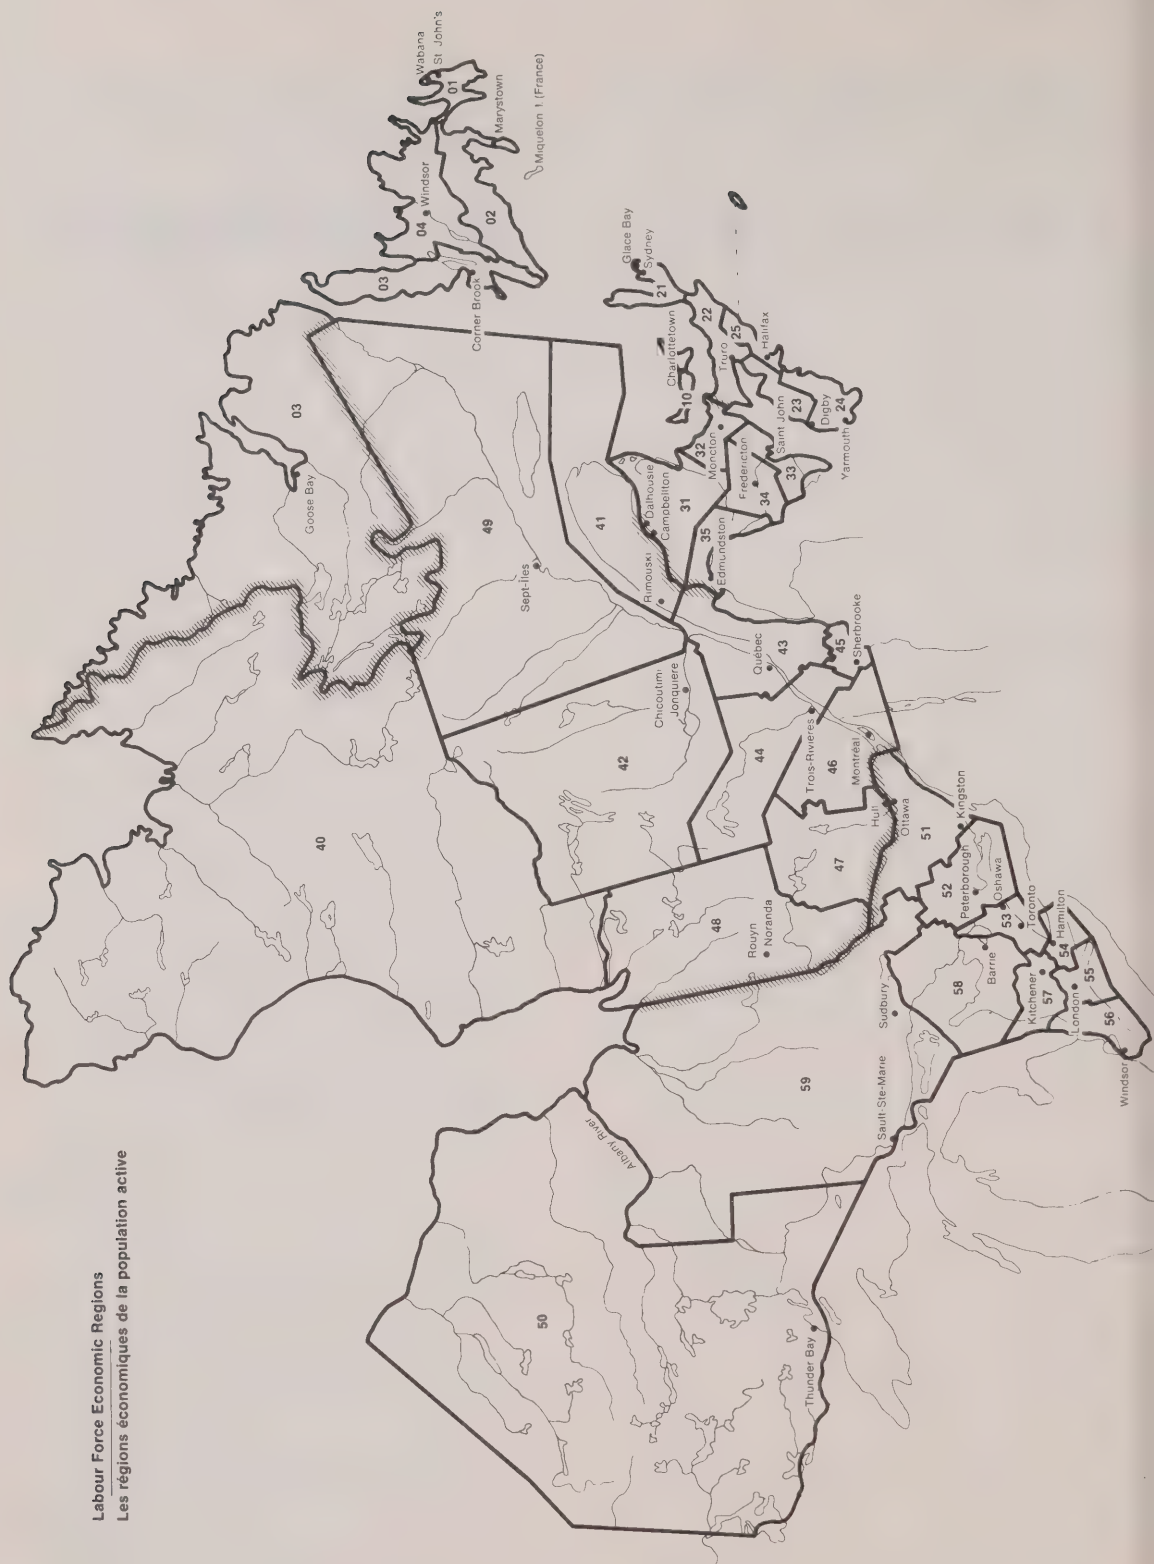 Labour Force Economic Regions
Les régions économiques de la population active
Wabana
St John's
01
Marystown
Miquelon I. (France)
Windsor
04
02
03
Corner Brook
03
Goose Bay
Glace Bay
Sydney
21
22
25
Halifax
Truro
Charlottetown
10
23
24
Digby
Yarmouth
Saint John
32
Moncton
Fredericton
33
34
31
Dalhousie
Campbellton
35
Edmundston
49
Sept-Îles
41
Rimouski
40
42
Chicoutimi
Jonquière
Québec
43
45
Sherbrooke
44
Trois-Rivières
46
Montréal
Hull
Ottawa
47
48
Rouyn
Noranda
51
Kingston
52
Peterborough
Oshawa
53
Toronto
54
Hamilton
Barrie
58
Kitchener
57
London
55
56
Windsor
Sudbury
59
Sault-Ste-Marie
Albany River
50
Thunder Bay